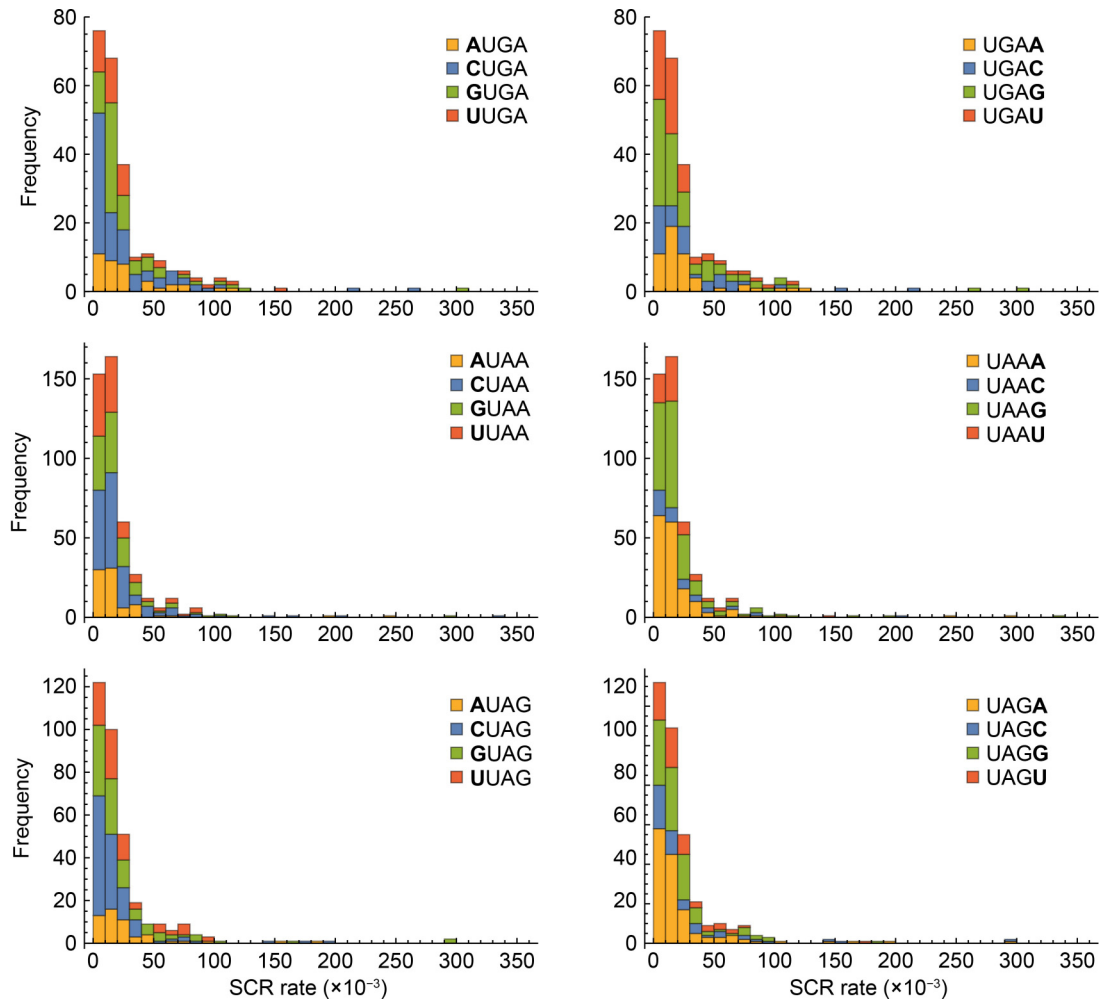 80
60
40
20
0
Frequency
AUGA
CUGA
GUGA
UUGA
0 50 100 150 200 250 300 350
80
60
40
20
0
UGAA
UGAC
UGAG
UGAU
0 50 100 150 200 250 300 350
150
100
50
0
Frequency
AUAA
CUAA
GUAA
UUAA
0 50 100 150 200 250 300 350
150
100
50
0
UAAA
UAAC
UAAG
UAAU
0 50 100 150 200 250 300 350
120
100
80
60
40
20
0
Frequency
AUAG
CUAG
GUAG
UUAG
0 50 100 150 200 250 300 350
SCR rate (×10⁻³)
120
100
80
60
40
20
0
UAGA
UAGC
UAGG
UAGU
0 50 100 150 200 250 300 350
SCR rate (×10⁻³)